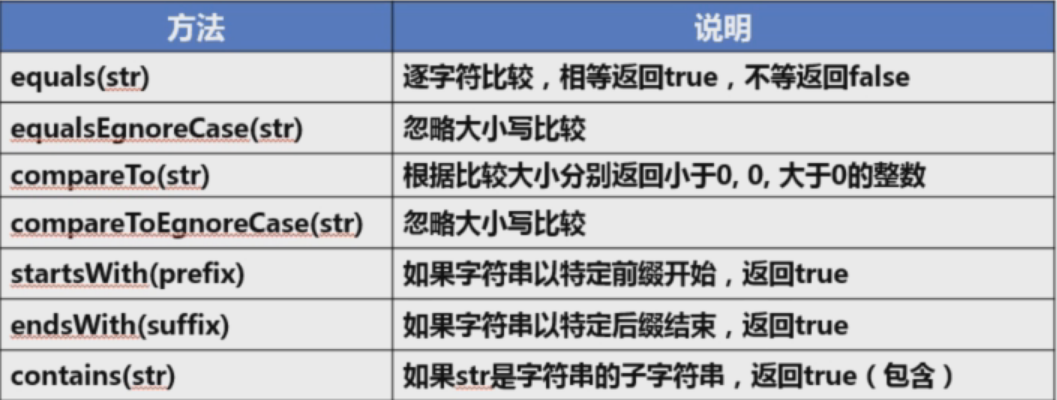 方法 说明
equals(str) 逐字符比较，相等返回true，不等返回false
equalsEgnoreCase(str) 忽略大小写比较
compareTo(str) 根据比较大小分别返回小于0, 0, 大于0的整数
compareToEgnoreCase(str) 忽略大小写比较
startsWith(prefix) 如果字符串以特定前缀开始，返回true
endsWith(suffix) 如果字符串以特定后缀结束，返回true
contains(str) 如果str是字符串的子字符串，返回true（包含）